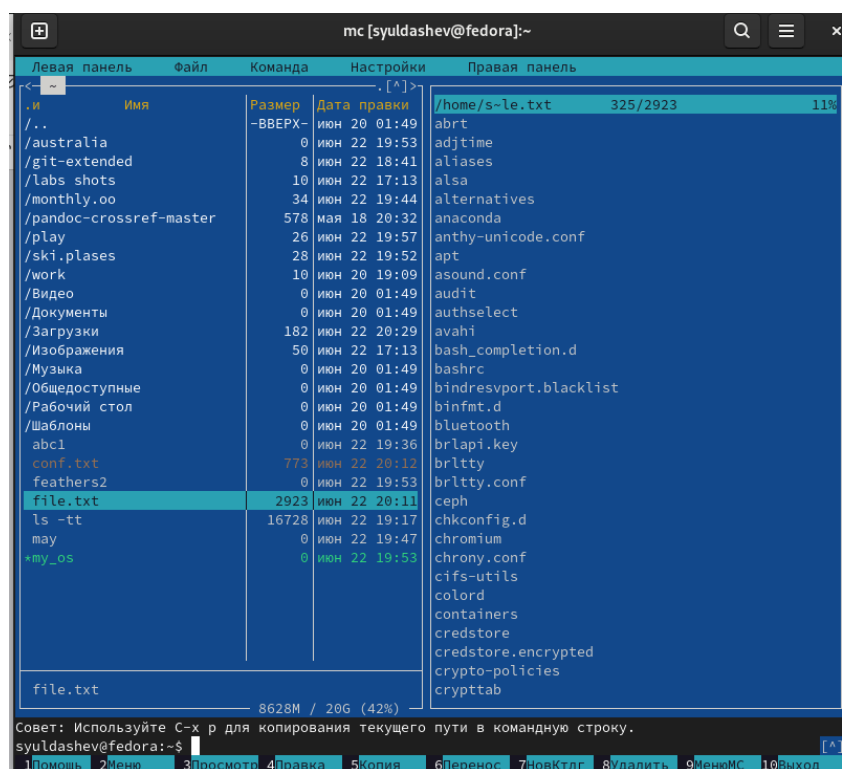 mc [syuldashev@fedora]:~
Левая панель Файл Команда Настройки Правая панель
<— ~ .[^]>
.и Имя Размер Дата правки
/.. -ВВЕРХ- июн 20 01:49
/australia 0 июн 22 19:53
/git-extended 8 июн 22 18:41
/labs shots 10 июн 22 17:13
/monthly.oo 34 июн 22 19:44
/pandoc-crossref-master 578 мая 18 20:32
/play 26 июн 22 19:57
/ski.plases 28 июн 22 19:52
/work 10 июн 20 19:09
/Видео 0 июн 20 01:49
/Документы 0 июн 20 01:49
/Загрузки 182 июн 22 20:29
/Изображения 50 июн 22 17:13
/Музыка 0 июн 20 01:49
/Общедоступные 0 июн 20 01:49
/Рабочий стол 0 июн 20 01:49
/Шаблоны 0 июн 20 01:49
abc1 0 июн 22 19:36
conf.txt 773 июн 22 20:12
feathers2 0 июн 22 19:53
file.txt 2923 июн 22 20:11
ls -tt 16728 июн 22 19:17
may 0 июн 22 19:47
*my_os 0 июн 22 19:53
file.txt
8628M / 20G (42%)
/home/s~le.txt 325/2923 11%
abrt
adjtime
aliases
alsa
alternatives
anaconda
anthy-unicode.conf
apt
asound.conf
audit
authselect
avahi
bash_completion.d
bashrc
bindresvport.blacklist
binfmt.d
bluetooth
brlapi.key
brltty
brltty.conf
ceph
chkconfig.d
chromium
chrony.conf
cifs-utils
colord
containers
credstore
credstore.encrypted
crypto-policies
crypttab
Совет: Используйте C-x p для копирования текущего пути в командную строку.
syuldashev@fedora:~$ [^]
1Помощь 2Меню 3Просмотр 4Правка 5Копия 6Перенос 7НовКтлг 8Удалить 9МенюМС 10Выход